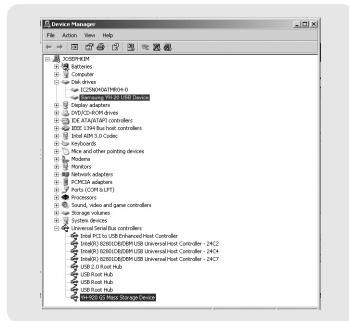 Device Manager
File Action View Help
JOSEPHKIM
Batteries
Computer
Disk drives
IC25N040ATMR04-0
Samsung YH-920 USB Device
Display adapters
DVD/CD-ROM drives
IDE ATA/ATAPI controllers
IEEE 1394 Bus host controllers
Intel AIM 3.0 Codec
Keyboards
Mice and other pointing devices
Modems
Monitors
Network adapters
PCMCIA adapters
Ports (COM & LPT)
Processors
Sound, video and game controllers
Storage volumes
System devices
Universal Serial Bus controllers
Intel PCI to USB Enhanced Host Controller
Intel(R) 82801DB/DBM USB Universal Host Controller - 24C2
Intel(R) 82801DB/DBM USB Universal Host Controller - 24C4
Intel(R) 82801DB/DBM USB Universal Host Controller - 24C7
USB 2.0 Root Hub
USB Root Hub
USB Root Hub
USB Root Hub
YH-920 GS Mass Storage Device